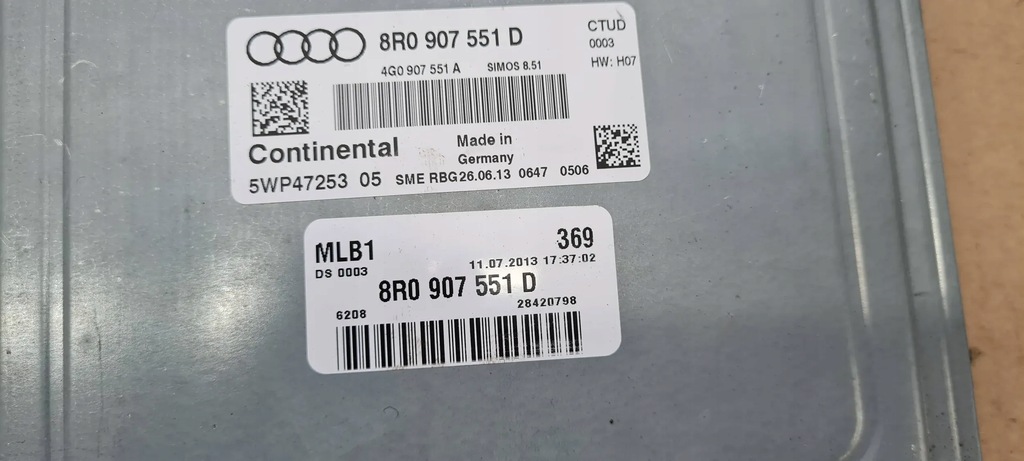 8R0 907 551 D
CTUD
0003
HW: H07
4G0 907 551 A SIMOS 8.51
Continental
Made in
Germany
5WP47253 05 SME RBG26.06.13 0647 0506
MLB1 369
DS 0003 11.07.2013 17:37:02
8R0 907 551 D
6208 28420798